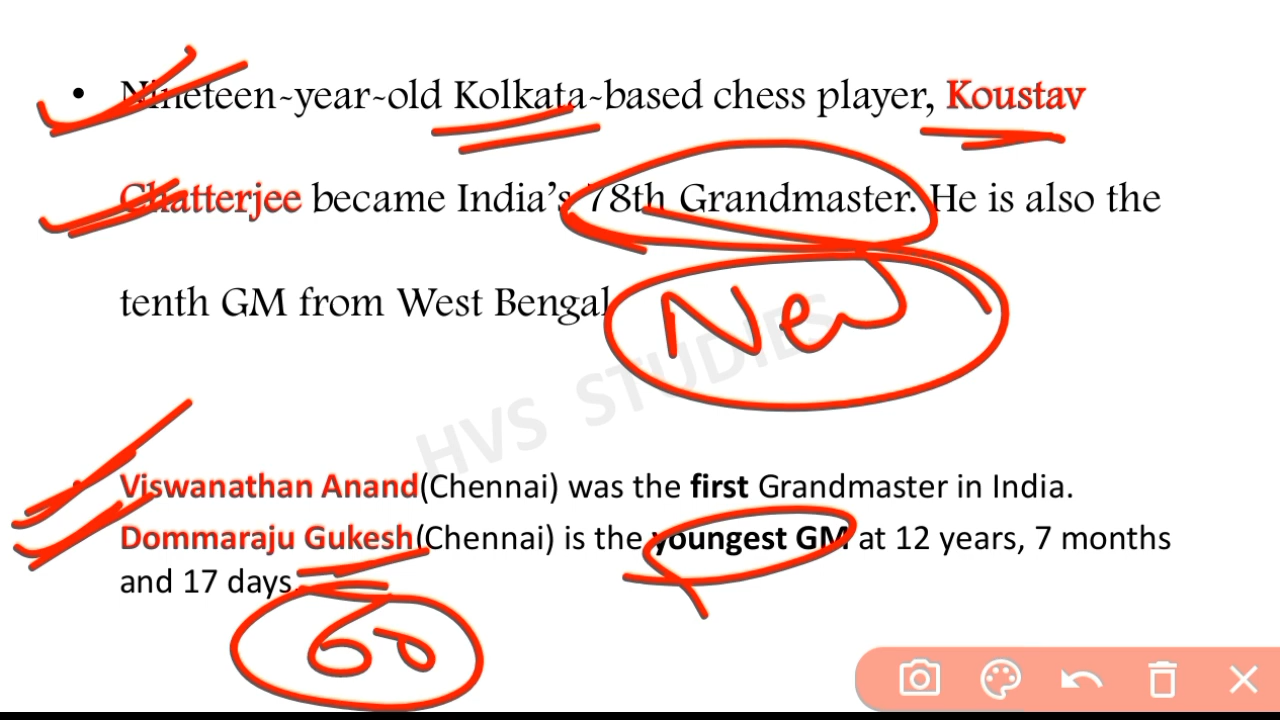 • Nineteen-year-old Kolkata-based chess player, Koustav
Chatterjee became India's 78th Grandmaster. He is also the
tenth GM from West Bengal
New
HVS STUDIES
• Viswanathan Anand(Chennai) was the first Grandmaster in India.
Dommaraju Gukesh(Chennai) is the youngest GM at 12 years, 7 months
and 17 days.